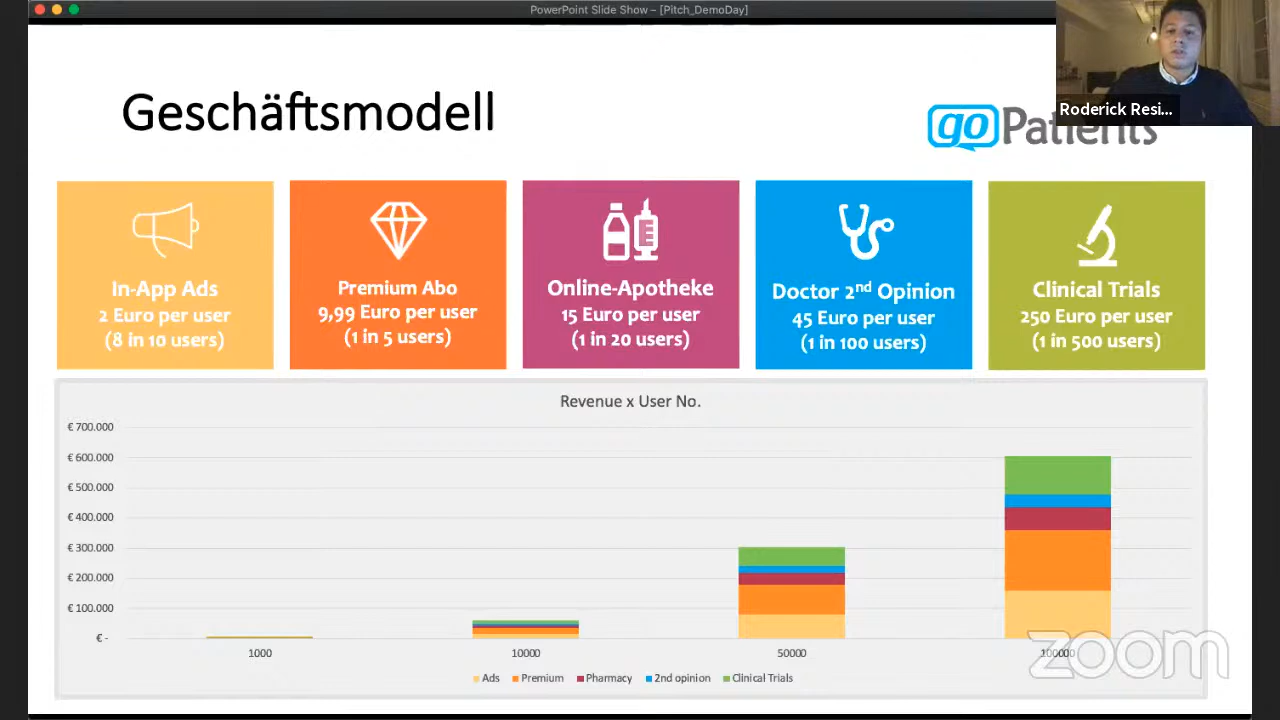 PowerPoint Slide Show – [Pitch_DemoDay]
Roderick Resi...
Geschäftsmodell
go Patients
In-App Ads
2 Euro per user
(8 in 10 users)
Premium Abo
9,99 Euro per user
(1 in 5 users)
Online-Apotheke
15 Euro per user
(1 in 20 users)
Doctor 2nd Opinion
45 Euro per user
(1 in 100 users)
Clinical Trials
250 Euro per user
(1 in 500 users)
Revenue x User No.
€ 700.000
€ 600.000
€ 500.000
€ 400.000
€ 300.000
€ 200.000
€ 100.000
€ -
1000 10000 50000 100000
Ads Premium Pharmacy 2nd opinion Clinical Trials
zoom